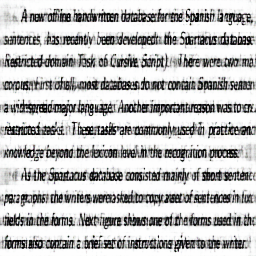 A new offline handwritten database for the Spanish language,
sentences, has recently been developed: the Spartacus database
Restricted-domain Task of Cursive Script). There were two ma
corpus. First of all, most databases do not contain Spanish senten
a widespread major language. Another important reason was to cre
restricted tasks. These tasks are commonly used in practice and
knowledge beyond the lexicon level in the recognition process.
As the Spartacus database consisted mainly of short sentence
paragraphs, the writers were asked to copy a set of sentences in
fields in the forms. Next figure shows one of the forms used in th
forms also contain a brief set of instructions given to the writer.